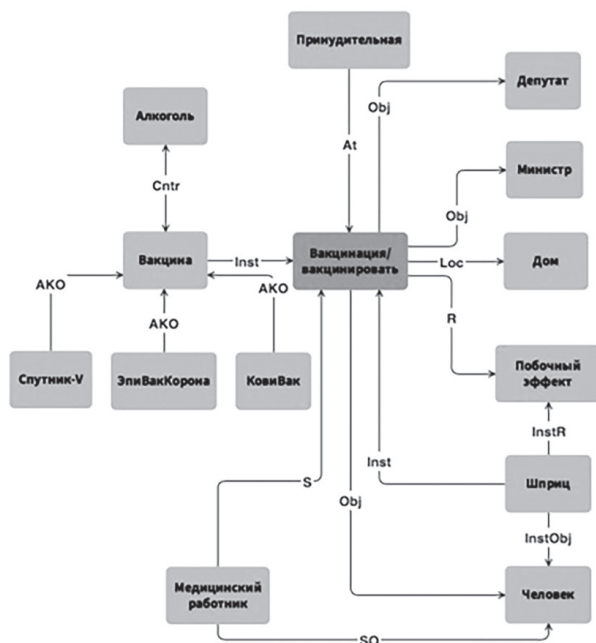 Принудительная
Депутат
Obj
Алкоголь
At
Министр
Cntr
Obj
Вакцина
Inst
Вакцинация/
вакцинировать
Loc
Дом
AKO
AKO
AKO
R
Спутник-V
ЭпиВакКорона
КовиВак
Побочный
эффект
InstR
Inst
Шприц
S
Obj
InstObj
Медицинский
работник
Человек
SO